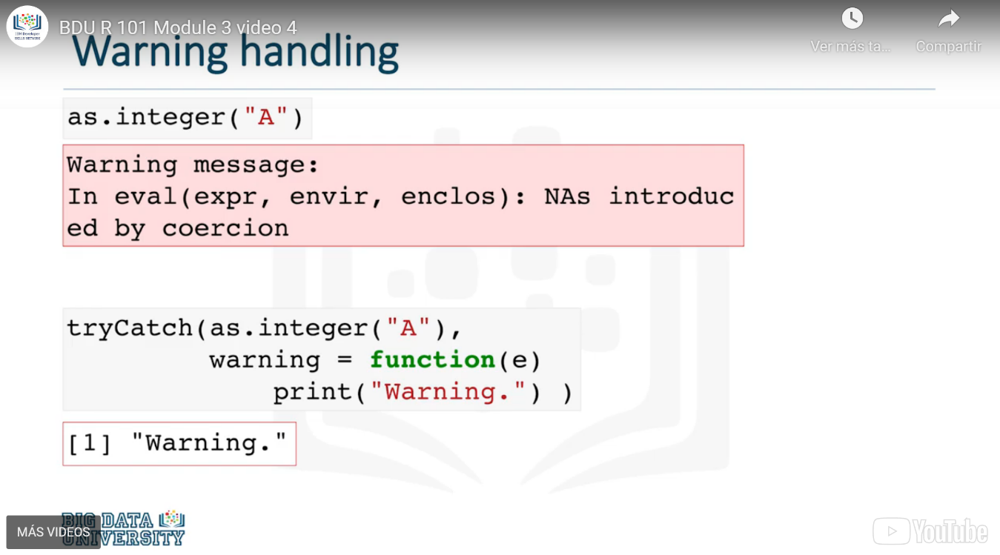 BDU R 101 Module 3 video 4
Ver más ta...
Compartir
Warning handling
as.integer("A")
Warning message:
In eval(expr, envir, enclos): NAs introduc
ed by coercion
tryCatch(as.integer("A"),
warning = function(e)
print("Warning.") )
[1] "Warning."
BIG DATA
UNIVERSITY
MÁS VIDEOS
YouTube